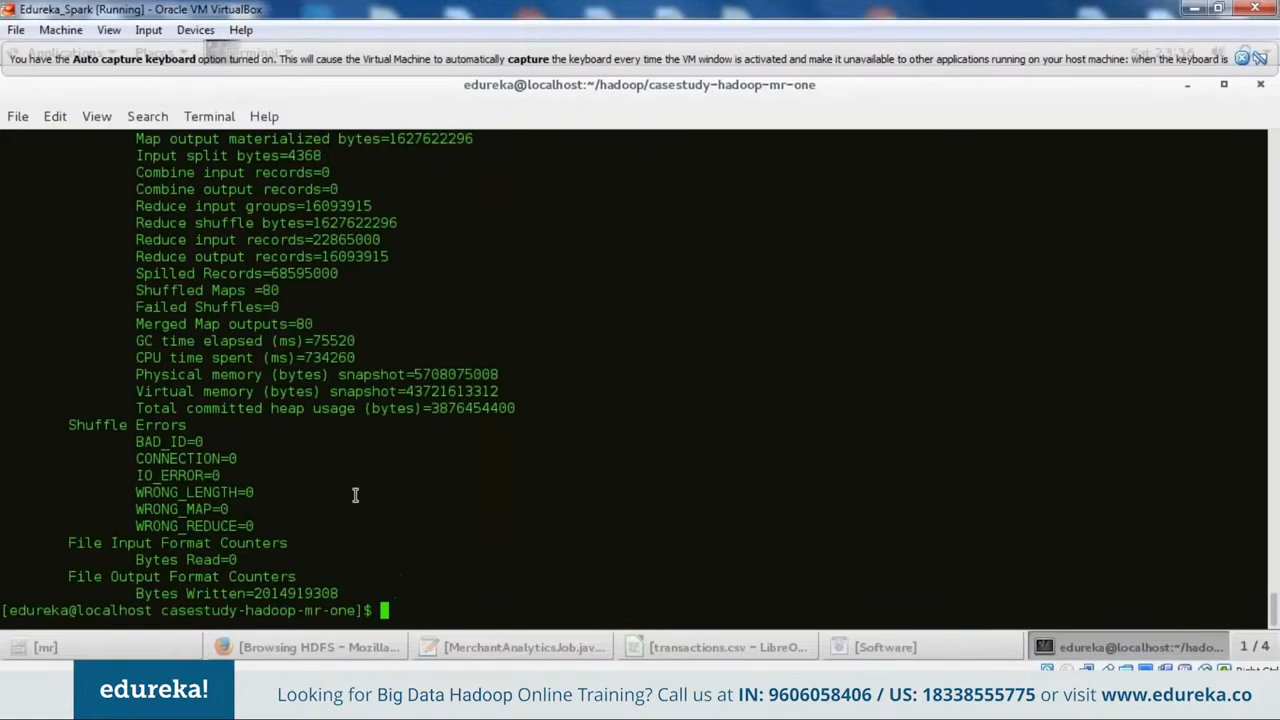 Edureka_Spark [Running] - Oracle VM VirtualBox
File Machine View Input Devices Help
Applications Places Terminal Sat 23:36
You have the Auto capture keyboard option turned on. This will cause the Virtual Machine to automatically capture the keyboard every time the VM window is activated and make it unavailable to other applications running on your host machine: when the keyboard is
edureka@localhost:~/hadoop/casestudy-hadoop-mr-one
File Edit View Search Terminal Help
Map output materialized bytes=1627622296
Input split bytes=4368
Combine input records=0
Combine output records=0
Reduce input groups=16093915
Reduce shuffle bytes=1627622296
Reduce input records=22865000
Reduce output records=16093915
Spilled Records=68595000
Shuffled Maps =80
Failed Shuffles=0
Merged Map outputs=80
GC time elapsed (ms)=75520
CPU time spent (ms)=734260
Physical memory (bytes) snapshot=5708075008
Virtual memory (bytes) snapshot=43721613312
Total committed heap usage (bytes)=3876454400
Shuffle Errors
BAD_ID=0
CONNECTION=0
IO_ERROR=0
WRONG_LENGTH=0
WRONG_MAP=0
WRONG_REDUCE=0
File Input Format Counters
Bytes Read=0
File Output Format Counters
Bytes Written=2014919308
[edureka@localhost casestudy-hadoop-mr-one]$
[mr] [Browsing HDFS - Mozilla... [MerchantAnalyticsJob.jav... [transactions.csv - LibreO... [Software] edureka@localhost:~/hado... 1 / 4
edureka! Looking for Big Data Hadoop Online Training? Call us at IN: 9606058406 / US: 18338555775 or visit www.edureka.co